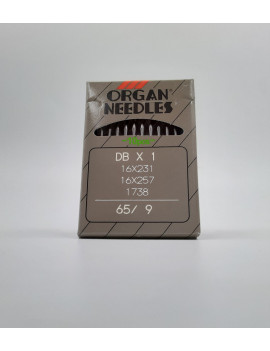 ORGAN®
NEEDLES
DB X 1
16X231
16X257
1738
65/ 9